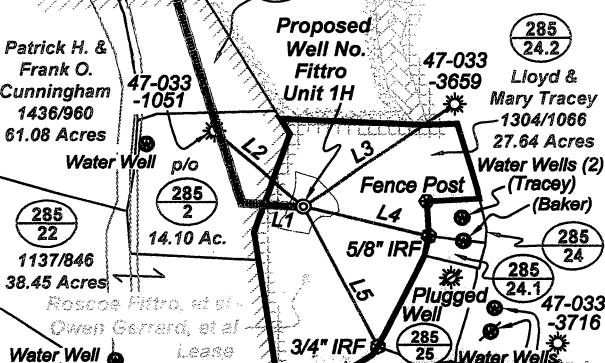 Patrick H. &
Frank O.
Cunningham
1436/960
61.08 Acres
47-033
-1051
Water Well
Proposed
Well No.
Fittro
Unit 1H
47-033
-3659
285
24.2
Lloyd &
Mary Tracey
1304/1066
27.64 Acres
Water Wells (2)
(Tracey)
(Baker)
p/o
285
2
14.10 Ac.
L2
L3
L1
L4
L5
Fence Post
5/8" IRF
285
22
1137/846
38.45 Acres
285
24
285
24.1
Plugged
Well
47-033
-3716
Roscoe Fittro, et al -
Owen Gerrard, et al
Lease
3/4" IRF
285
25
Water Well
Water Wells